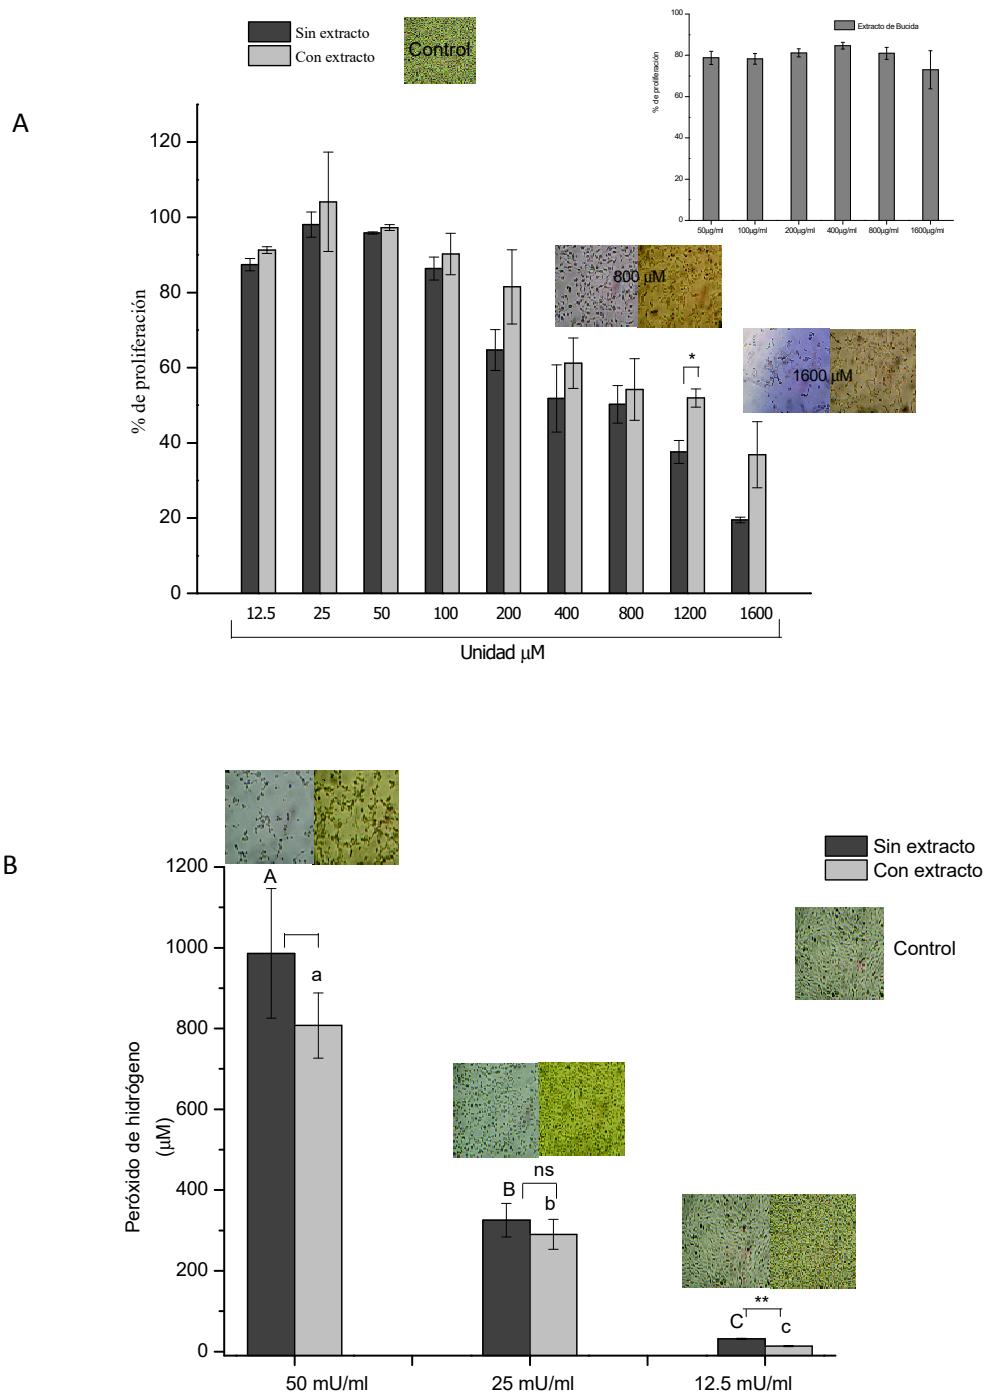 A
Sin extracto
Con extracto
Control
% de proliferación
120
100
80
60
40
20
0
12.5 25 50 100 200 400 800 1200 1600
Unidad μM
*
800 μM
1600 μM
Extracto de Bucida
% de proliferación
100
80
60
40
20
0
50μg/ml 100μg/ml 200μg/ml 400μg/ml 800μg/ml 1600μg/ml
B
Sin extracto
Con extracto
Control
Peróxido de hidrógeno
(μM)
1200
1000
800
600
400
200
0
A
a
ns
B
b
**
C
c
50 mU/ml 25 mU/ml 12.5 mU/ml